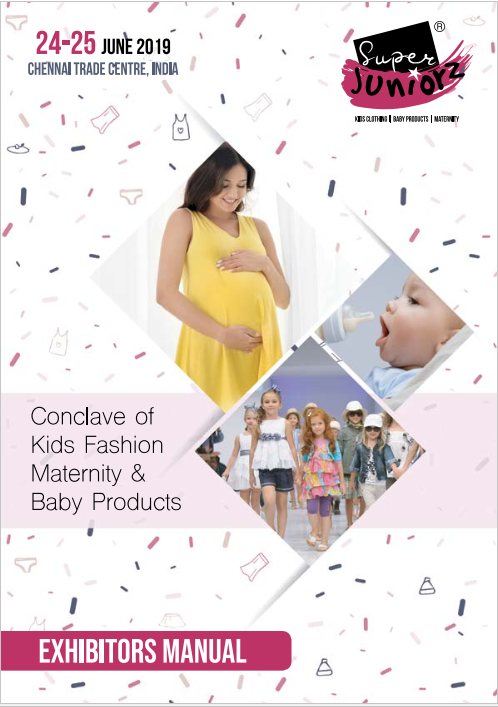 24-25 JUNE 2019
CHENNAI TRADE CENTRE, INDIA
®
Super
Juniorz
KIDS CLOTHING | BABY PRODUCTS | MATERNITY
Conclave of
Kids Fashion
Maternity &
Baby Products
EXHIBITORS MANUAL